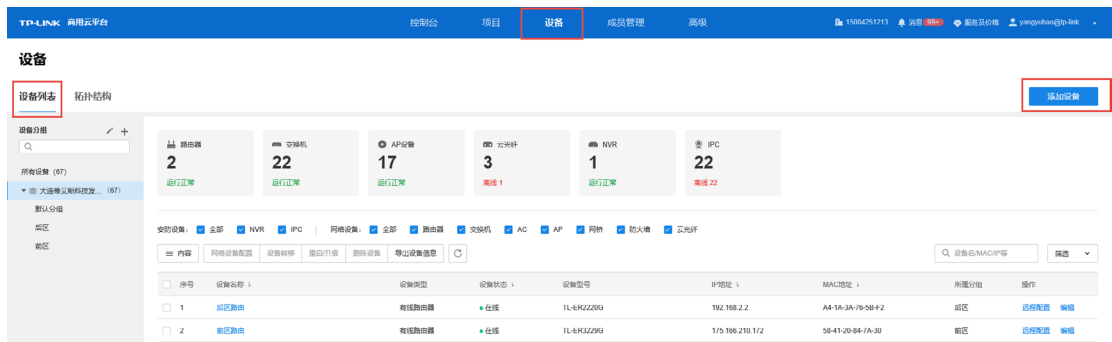 TP-LINK 商用云平台 控制台 项目 设备 成员管理 高级 15004251213 消息 99+ 服务及价格 yangyuhan@tp-link
设备
设备列表 拓扑结构 添加设备
设备分组
所有设备 (67)
大连蒂艾斯科技发... (67)
默认分组
后区
前区
路由器 交换机 AP设备 云光纤 NVR IPC
2 22 17 3 1 22
运行正常 运行正常 运行正常 离线 1 运行正常 离线 22
安防设备: 全部 NVR IPC 网络设备: 全部 路由器 交换机 AC AP 网桥 防火墙 云光纤
内容 网络设备配置 设备转移 重启/升级 删除设备 导出设备信息 设备名/MAC/IP等 筛选
序号 设备名称 设备类型 设备状态 设备型号 IP地址 MAC地址 所属分组 操作
1 后区路由 有线路由器 在线 TL-ER2220G 192.168.2.2 A4-1A-3A-76-5B-F2 后区 远程配置 编辑
2 前区路由 有线路由器 在线 TL-ER3229G 175.166.210.172 58-41-20-84-7A-30 前区 远程配置 编辑